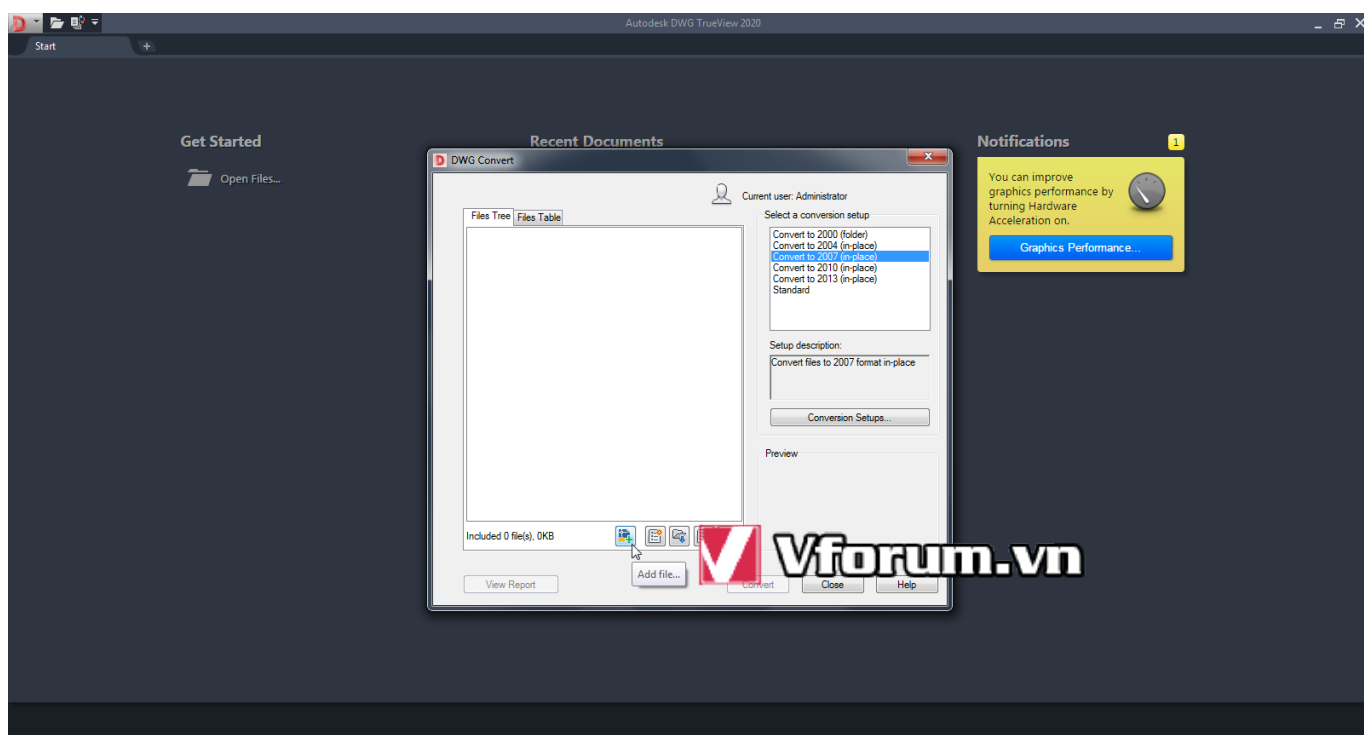 Autodesk DWG TrueView 2020
Start
Get Started
Recent Documents
Notifications
1
Open Files...
You can improve
graphics performance by
turning Hardware
Acceleration on.
Graphics Performance...
DWG Convert
Current user: Administrator
Files Tree
Files Table
Select a conversion setup
Convert to 2000 (folder)
Convert to 2004 (in-place)
Convert to 2007 (in-place)
Convert to 2010 (in-place)
Convert to 2013 (in-place)
Standard
Setup description:
Convert files to 2007 format in-place
Conversion Setups...
Preview
Included 0 file(s), 0KB
Add file...
Vforum.vn
View Report
Convert
Close
Help